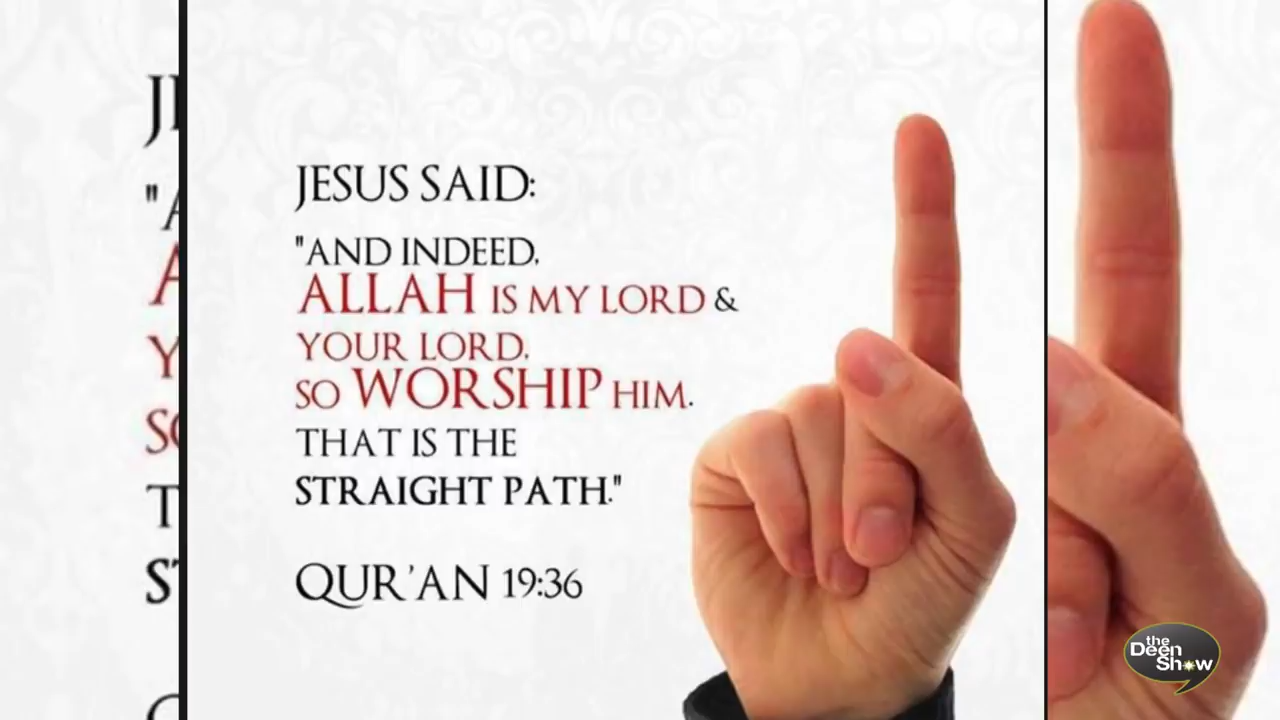 JESUS SAID:
"AND INDEED,
ALLAH IS MY LORD &
YOUR LORD,
SO WORSHIP HIM.
THAT IS THE
STRAIGHT PATH."
QUR'AN 19:36
the
Deen
Show